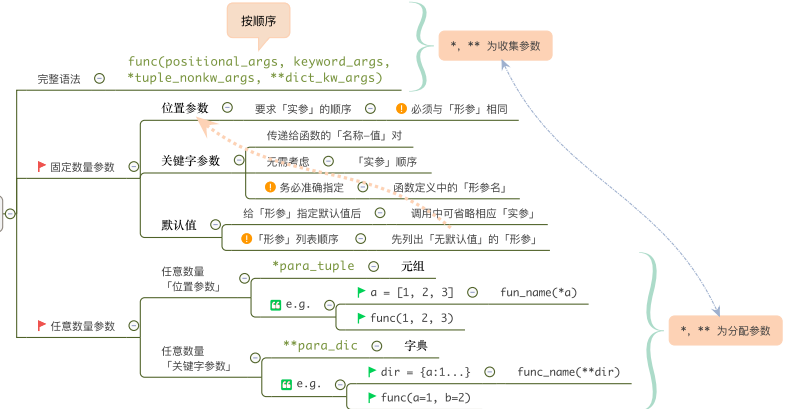 按顺序
func(positional_args, keyword_args,
*tuple_nonkw_args, **dict_kw_args)
*, ** 为收集参数
完整语法
位置参数
要求「实参」的顺序
必须与「形参」相同
传递给函数的「名称-值」对
固定数量参数
关键字参数
无需考虑
「实参」顺序
务必准确指定
函数定义中的「形参名」
默认值
给「形参」指定默认值后
调用中可省略相应「实参」
「形参」列表顺序
先列出「无默认值」的「形参」
任意数量
「位置参数」
*para_tuple
元组
e.g.
a = [1, 2, 3]
fun_name(*a)
func(1, 2, 3)
任意数量参数
*, ** 为分配参数
任意数量
「关键字参数」
**para_dic
字典
e.g.
dir = {a:1...}
func_name(**dir)
func(a=1, b=2)